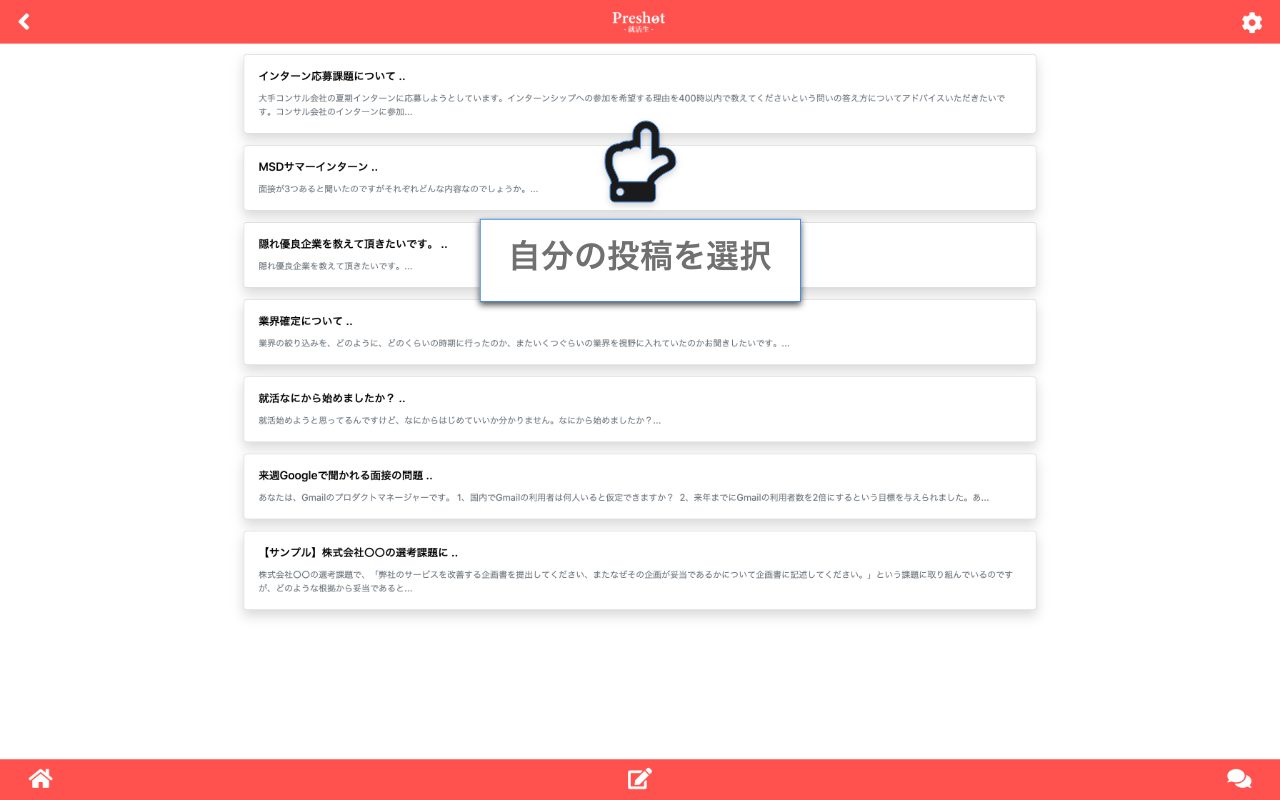 Preshot
- 就活生 -
インターン応募課題について ..
大手コンサル会社の夏期インターンに応募しようとしています。インターンシップへの参加を希望する理由を400時以内で教えてくださいという問いの答え方についてアドバイスいただきたいで
す。コンサル会社のインターンに参加...
MSDサマーインターン ..
面接が3つあると聞いたのですがそれぞれどんな内容なのでしょうか。...
隠れ優良企業を教えて頂きたいです。 ..
隠れ優良企業を教えて頂きたいです。...
自分の投稿を選択
業界確定について ..
業界の絞り込みを、どのように、どのくらいの時期に行ったのか、またいくつぐらいの業界を視野に入れていたのかお聞きしたいです。...
就活なにから始めましたか？ ..
就活始めようと思ってるんですけど、なにからはじめていいか分かりません。なにから始めましたか？...
来週Googleで聞かれる面接の問題 ..
あなたは、Gmailのプロダクトマネージャーです。 1、国内でGmailの利用者は何人いると仮定できますか？ 2、来年までにGmailの利用者数を2倍にするという目標を与えられました。あ...
【サンプル】株式会社〇〇の選考課題に ..
株式会社〇〇の選考課題で、「弊社のサービスを改善する企画書を提出してください、またなぜその企画が妥当であるかについて企画書に記述してください。」という課題に取り組んでいるのです
が、どのような根拠から妥当であると...